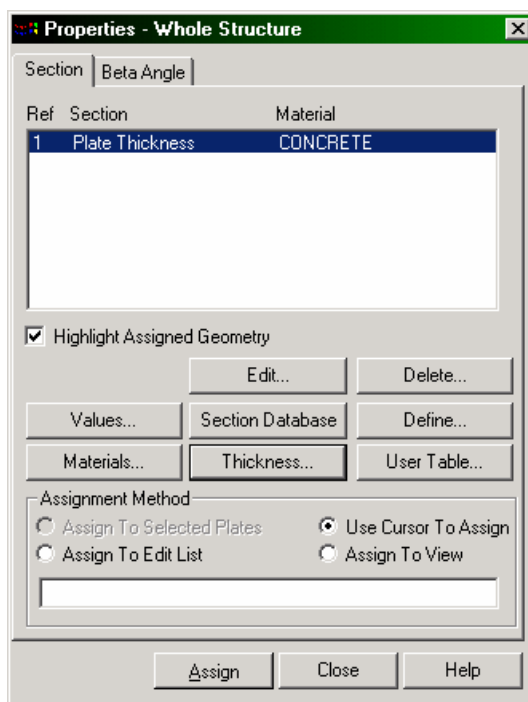 Properties - Whole Structure
Section Beta Angle
Ref Section Material
1 Plate Thickness CONCRETE
Highlight Assigned Geometry
Edit... Delete...
Values... Section Database Define...
Materials... Thickness... User Table...
Assignment Method
Assign To Selected Plates Use Cursor To Assign
Assign To Edit List Assign To View
Assign Close Help